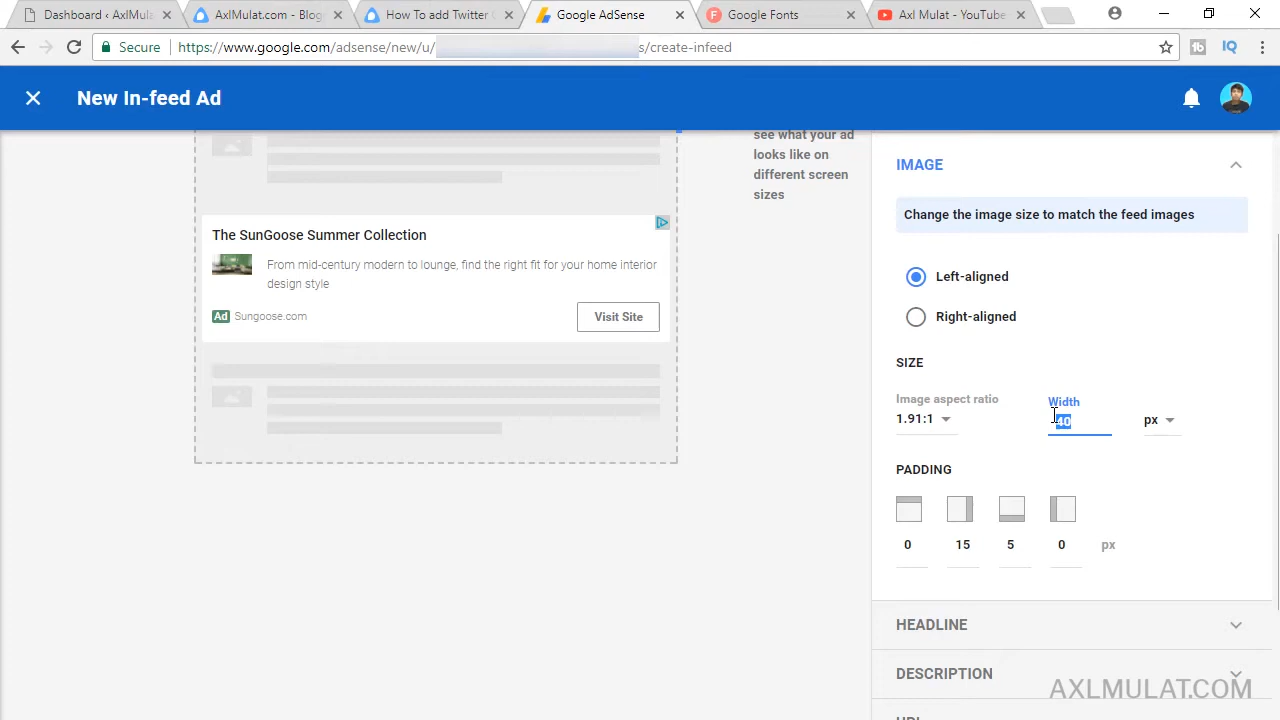 Dashboard ‹ AxlMula
AxlMulat.com - Blog
How To add Twitter
Google AdSense
Google Fonts
Axl Mulat - YouTube
Secure
https://www.google.com/adsense/new/u/
s/create-infeed
New In-feed Ad
see what your ad
looks like on
different screen
sizes
The SunGoose Summer Collection
From mid-century modern to lounge, find the right fit for your home interior
design style
Ad Sungoose.com
Visit Site
IMAGE
Change the image size to match the feed images
Left-aligned
Right-aligned
SIZE
Image aspect ratio
Width
1.91:1
40
px
PADDING
0 15 5 0 px
HEADLINE
DESCRIPTION
AXLMULAT.COM